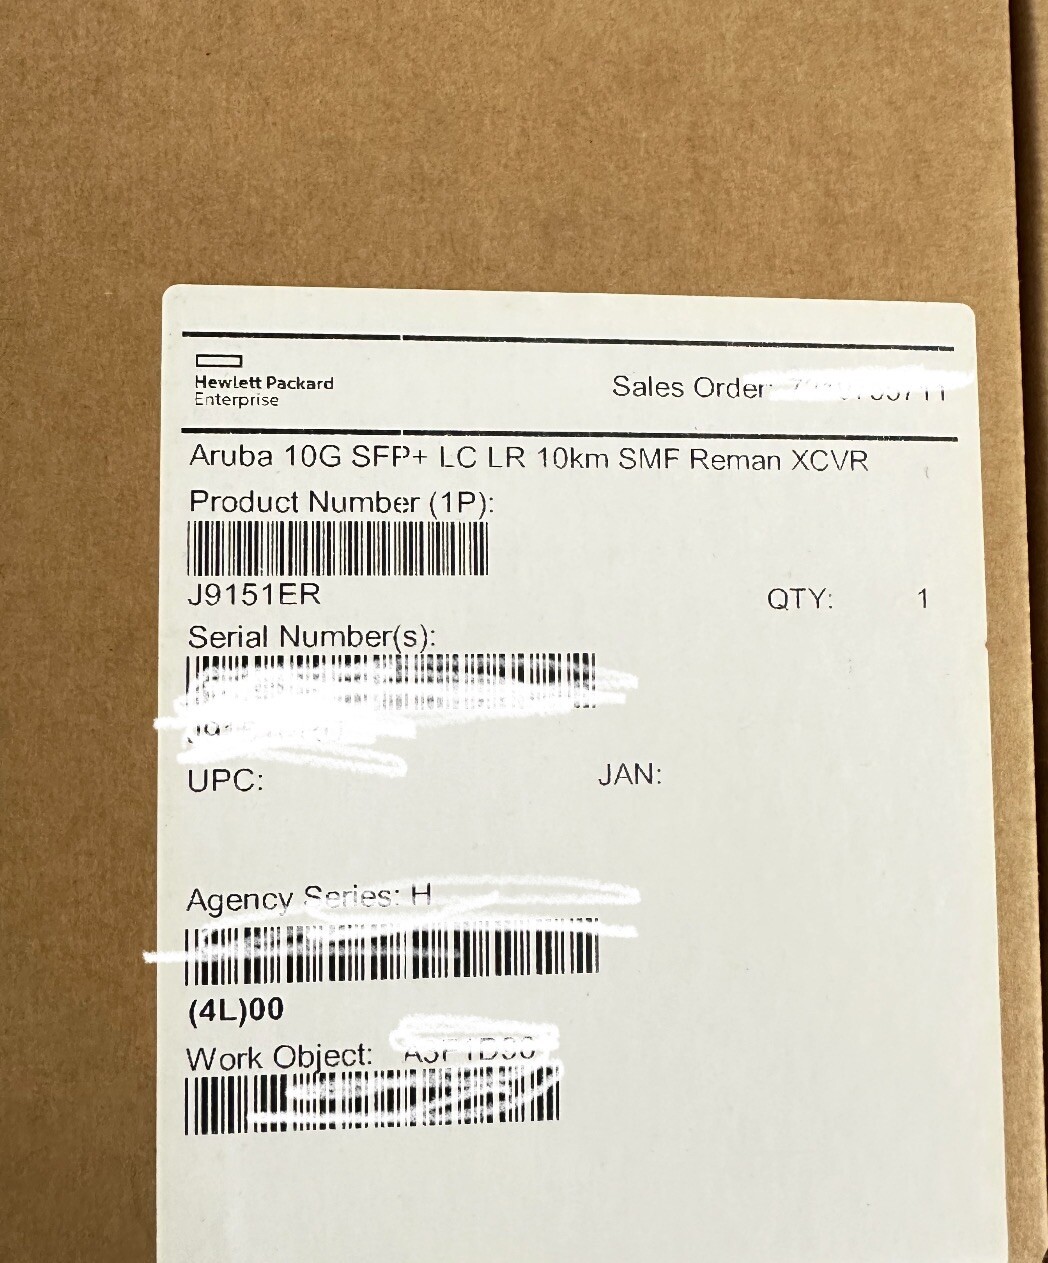 Hewlett Packard
Enterprise
Sales Order:
Aruba 10G SFP+ LC LR 10km SMF Reman XCVR
Product Number (1P):
J9151ER
QTY: 1
Serial Number(s):
UPC:
JAN:
Agency Series: H
(4L)00
Work Object: